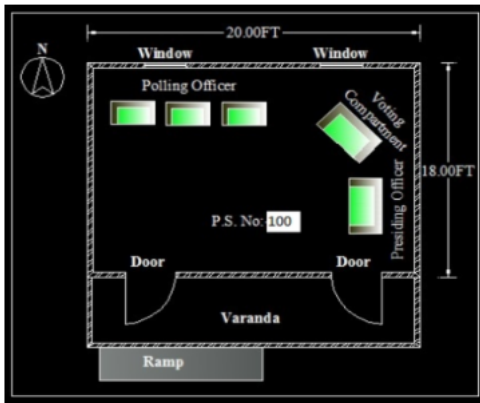 20.00FT
N
Window
Window
Polling Officer
Voting
Compartment
18.00FT
Presiding Officer
P.S. No: 100
Door
Door
Varanda
Ramp